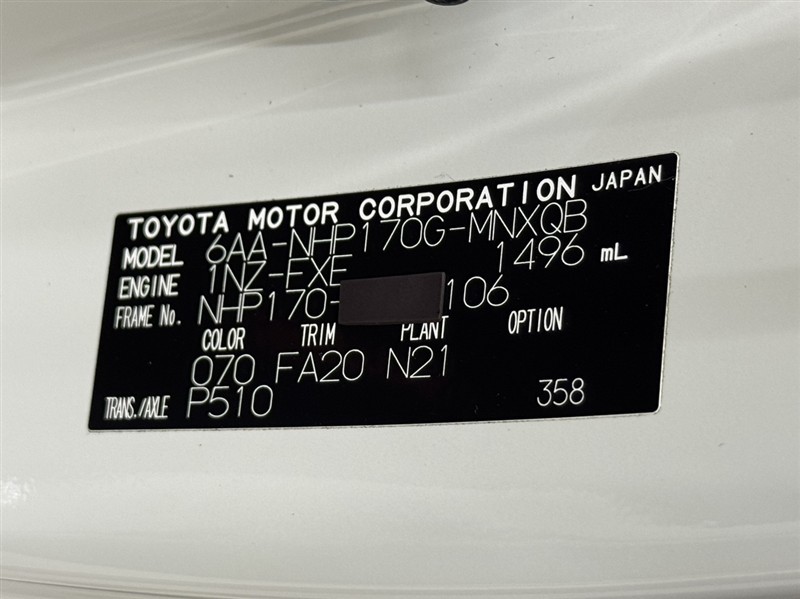 TOYOTA MOTOR CORPORATION JAPAN
MODEL 6AA-NHP170G-MNXQB
ENGINE 1NZ-FXE 1496 mL
FRAME No. NHP170- 106
COLOR TRIM PLANT OPTION
070 FA20 N21
TRANS./AXLE P510 358